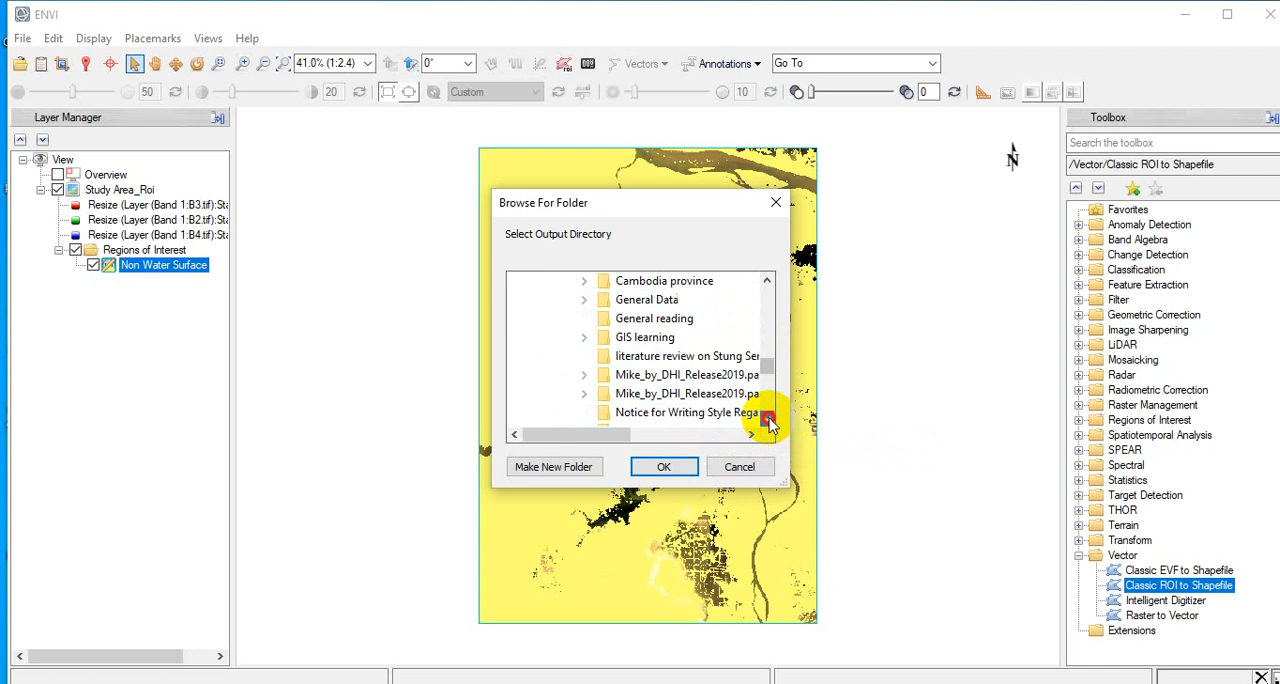 ENVI
File Edit Display Placemarks Views Help
41.0% (1:2.4) 0° Vectors Annotations Go To
50 20 Custom 10 0
Layer Manager
View
Overview
Study Area_Roi
Resize (Layer (Band 1:B3.tif):Sta
Resize (Layer (Band 1:B2.tif):Sta
Resize (Layer (Band 1:B4.tif):Sta
Regions of Interest
Non Water Surface
N
Browse For Folder
Select Output Directory
Cambodia province
General Data
General reading
GIS learning
literature review on Stung Ser
Mike_by_DHI_Release2019.pa
Mike_by_DHI_Release2019.pa
Notice for Writing Style Rega
Make New Folder OK Cancel
Toolbox
Search the toolbox
/Vector/Classic ROI to Shapefile
Favorites
Anomaly Detection
Band Algebra
Change Detection
Classification
Feature Extraction
Filter
Geometric Correction
Image Sharpening
LiDAR
Mosaicking
Radar
Radiometric Correction
Raster Management
Regions of Interest
Spatiotemporal Analysis
SPEAR
Spectral
Statistics
Target Detection
THOR
Terrain
Transform
Vector
Classic EVF to Shapefile
Classic ROI to Shapefile
Intelligent Digitizer
Raster to Vector
Extensions